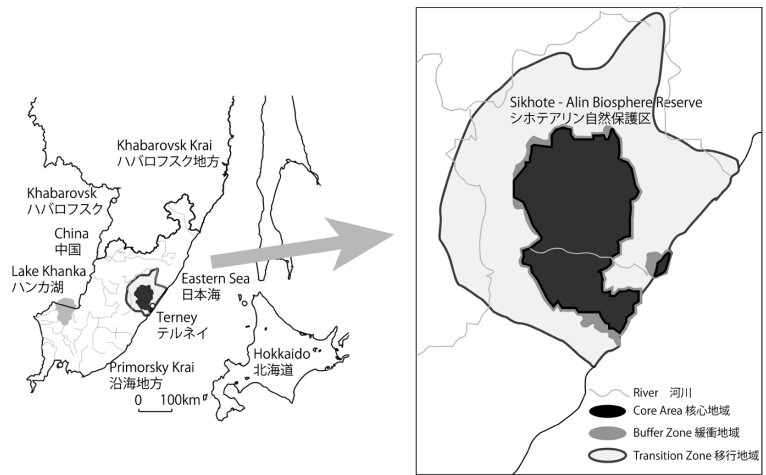 Khabarovsk Krai
ハバロフスク地方
Khabarovsk
ハバロフスク
China
中国
Lake Khanka
ハンカ湖
Eastern Sea
日本海
Terney
テルネイ
Primorsky Krai
沿海地方
Hokkaido
北海道
0 100km
Sikhote - Alin Biosphere Reserve
シホテアリン自然保護区
River 河川
Core Area 核心地域
Buffer Zone 緩衝地域
Transition Zone 移行地域